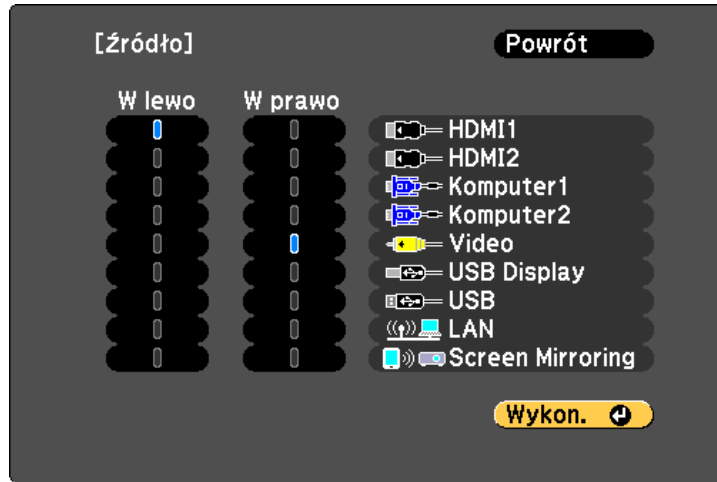 [Źródło] Powrót
W lewo W prawo
HDMI1
HDMI2
Komputer1
Komputer2
Video
USB Display
USB
LAN
Screen Mirroring
Wykon.